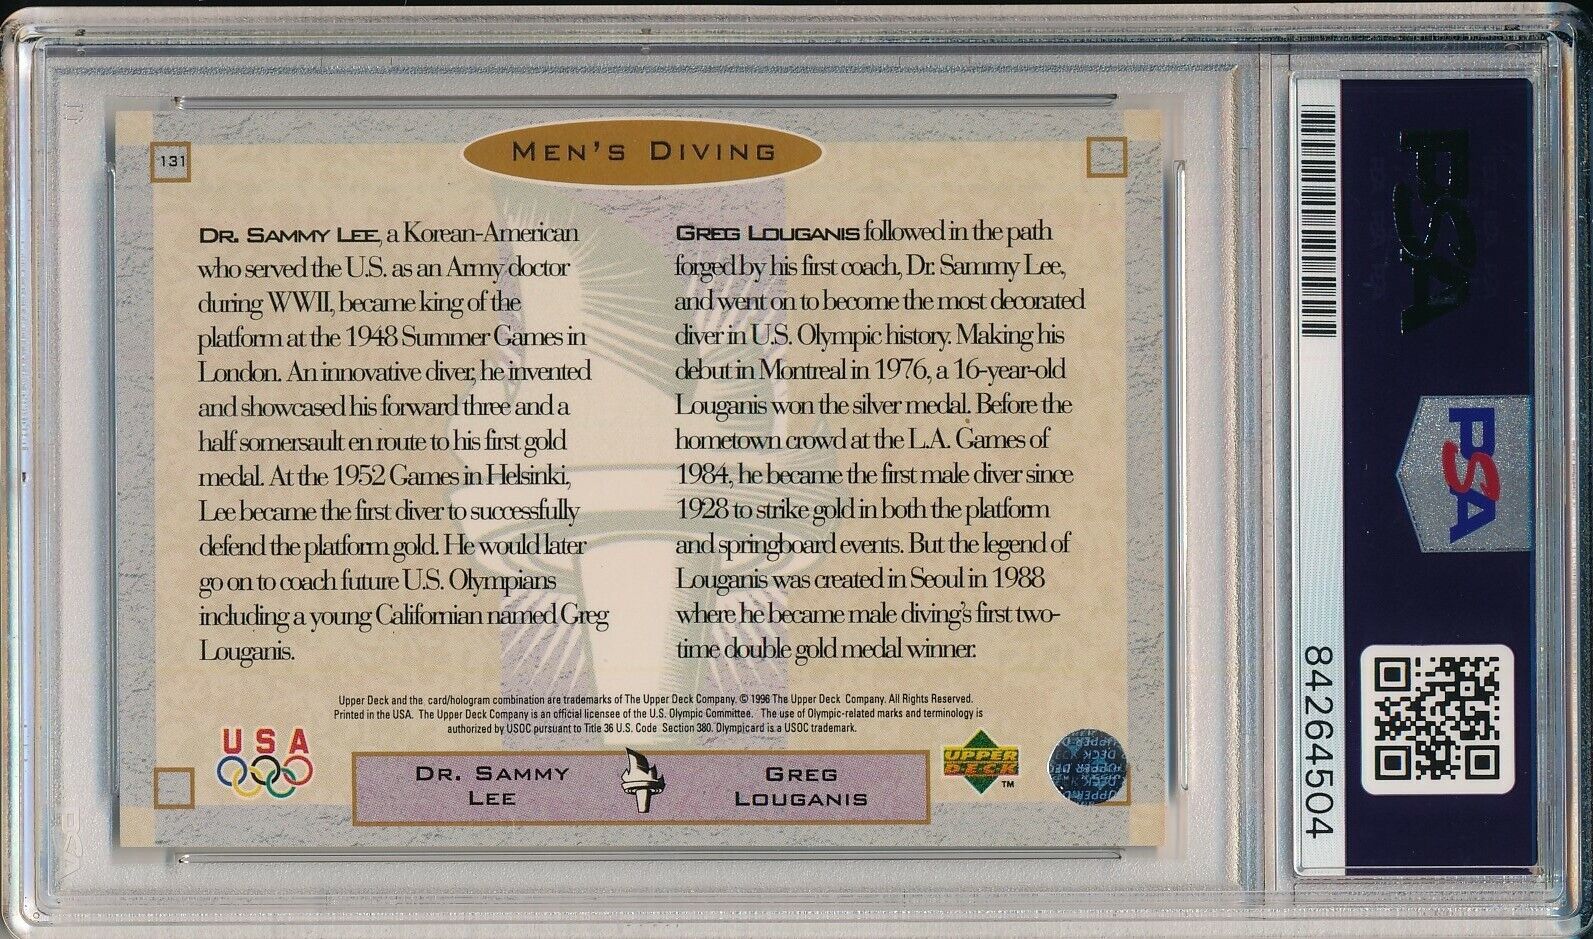 131
MEN'S DIVING
DR. SAMMY LEE, a Korean-American
who served the U.S. as an Army doctor
during WWII, became king of the
platform at the 1948 Summer Games in
London. An innovative diver, he invented
and showcased his forward three and a
half somersault en route to his first gold
medal. At the 1952 Games in Helsinki,
Lee became the first diver to successfully
defend the platform gold. He would later
go on to coach future U.S. Olympians
including a young Californian named Greg
Louganis.
GREG LOUGANIS followed in the path
forged by his first coach, Dr. Sammy Lee,
and went on to become the most decorated
diver in U.S. Olympic history. Making his
debut in Montreal in 1976, a 16-year-old
Louganis won the silver medal. Before the
hometown crowd at the L.A. Games of
1984, he became the first male diver since
1928 to strike gold in both the platform
and springboard events. But the legend of
Louganis was created in Seoul in 1988
where he became male diving's first two-
time double gold medal winner.
Upper Deck and the card/hologram combination are trademarks of The Upper Deck Company. © 1996 The Upper Deck Company. All Rights Reserved.
Printed in the USA. The Upper Deck Company is an official licensee of the U.S. Olympic Committee. The use of Olympic-related marks and terminology is
authorized by USOC pursuant to Title 36 U.S. Code Section 380. Olympicard is a USOC trademark.
USA
DR. SAMMY
LEE
GREG
LOUGANIS
UPPER
DECK
TM
PSA
PSA
84264504